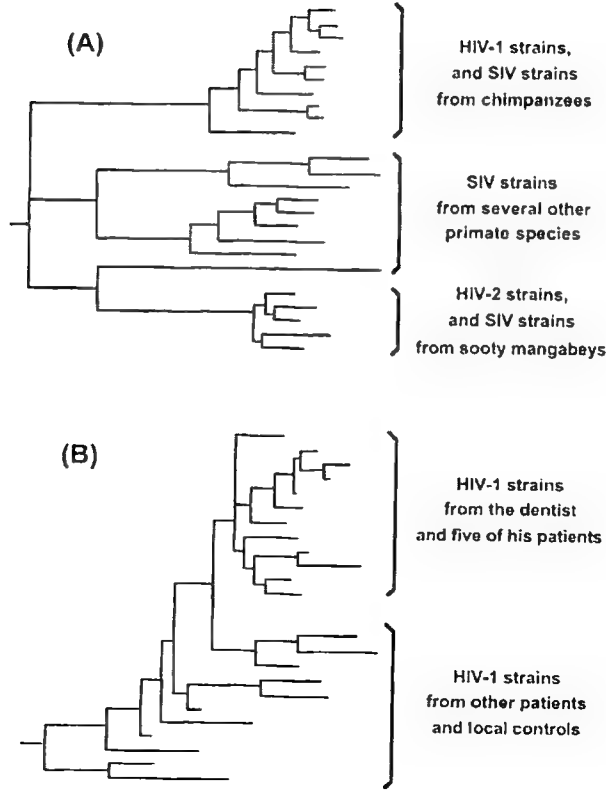 (A)
HIV-1 strains,
and SIV strains
from chimpanzees
SIV strains
from several other
primate species
HIV-2 strains,
and SIV strains
from sooty mangabeys
(B)
HIV-1 strains
from the dentist
and five of his patients
HIV-1 strains
from other patients
and local controls